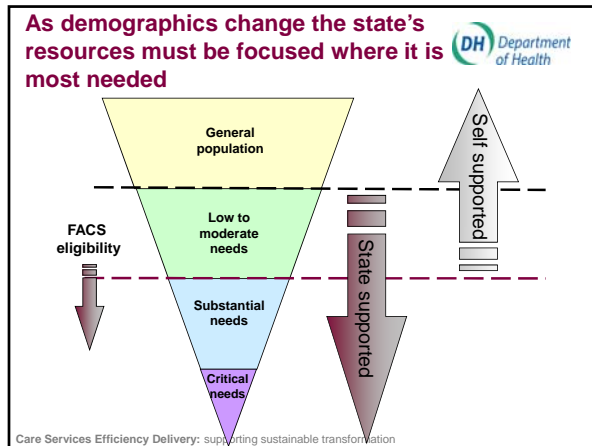 As demographics change the state's
resources must be focused where it is
most needed
DH Department
of Health
General
population
Low to
moderate
needs
Substantial
needs
Critical
needs
FACS
eligibility
State supported
Self supported
Care Services Efficiency Delivery: supporting sustainable transformation